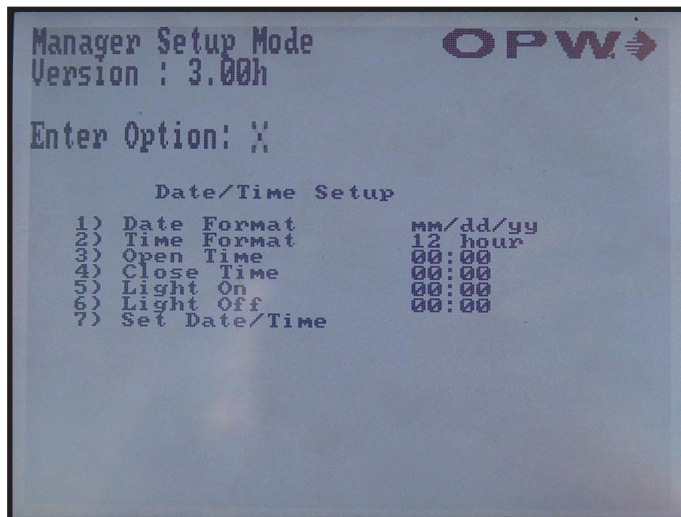 Manager Setup Mode
OPW
Version : 3.00h
Enter Option: X
Date/Time Setup
1) Date Format mm/dd/yy
2) Time Format 12 hour
3) Open Time 00:00
4) Close Time 00:00
5) Light On 00:00
6) Light Off 00:00
7) Set Date/Time